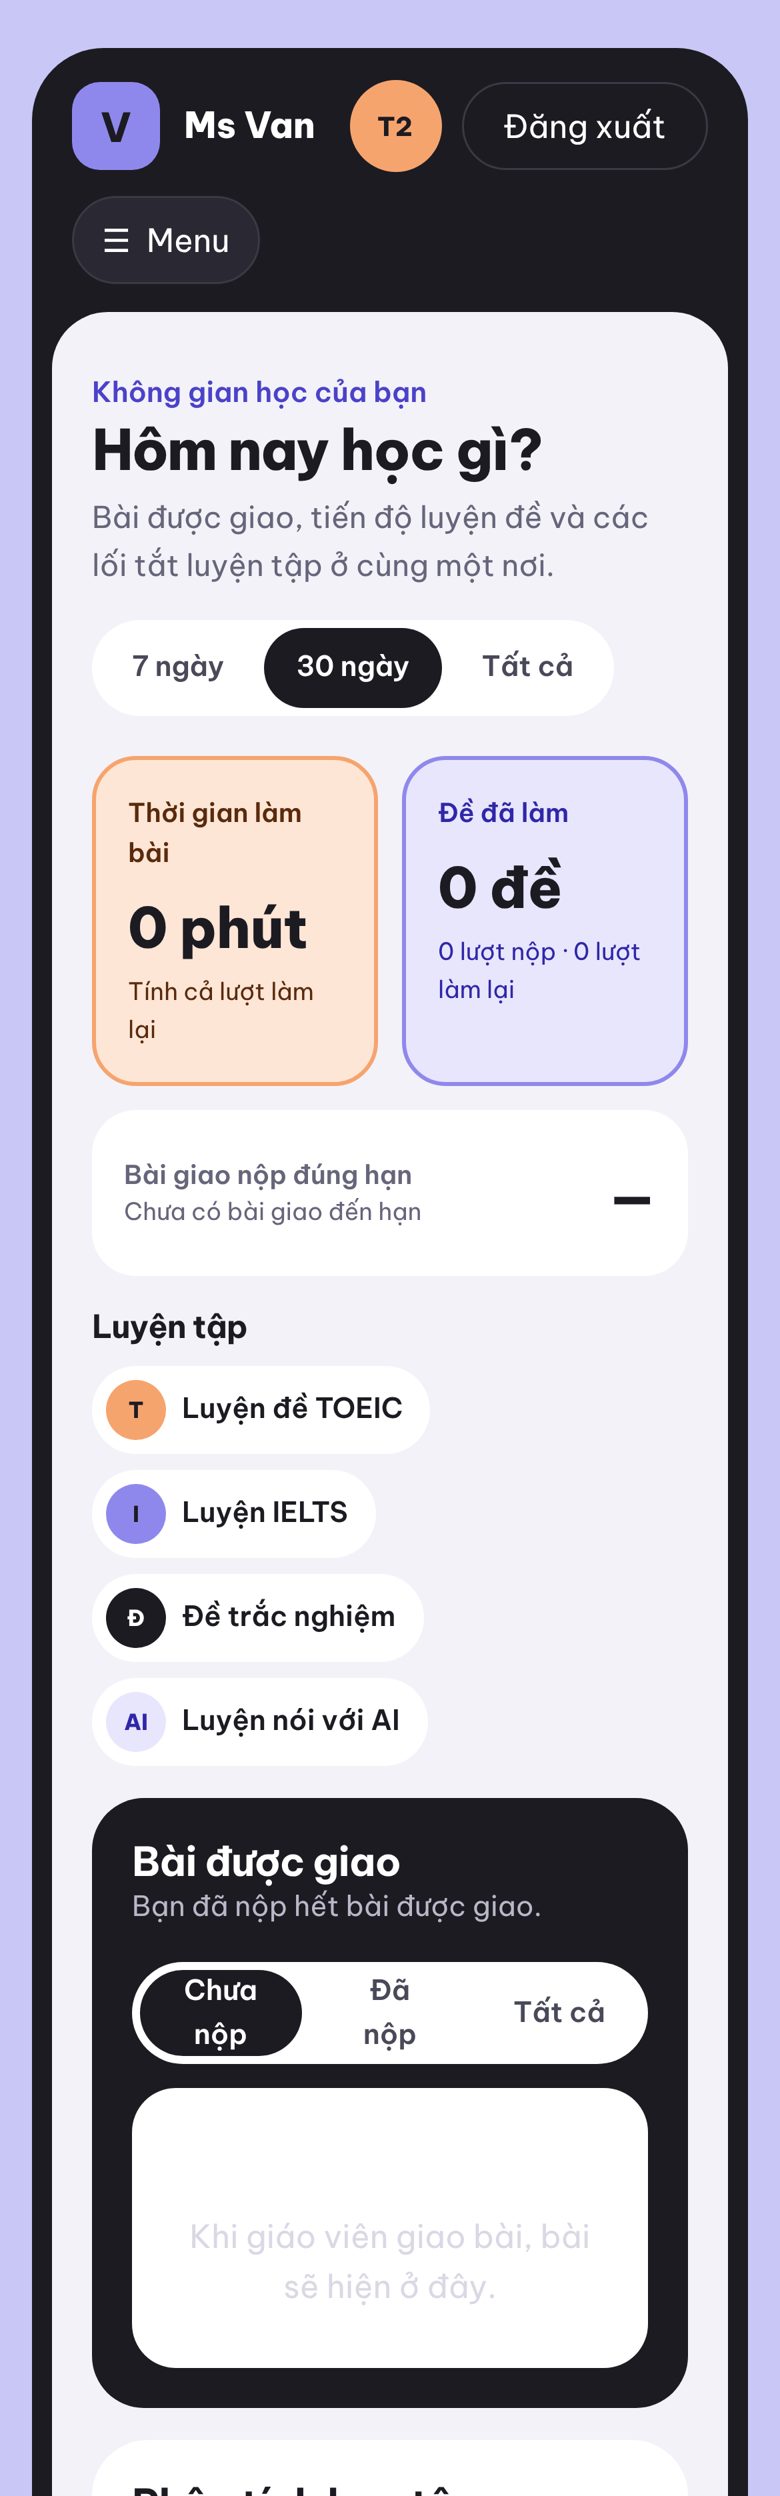 V Ms Van T2 Đăng xuất
☰ Menu
Không gian học của bạn
Hôm nay học gì?
Bài được giao, tiến độ luyện đề và các
lối tắt luyện tập ở cùng một nơi.
7 ngày 30 ngày Tất cả
Thời gian làm
bài
0 phút
Tính cả lượt làm
lại
Đề đã làm
0 đề
0 lượt nộp · 0 lượt
làm lại
Bài giao nộp đúng hạn
Chưa có bài giao đến hạn
–
Luyện tập
T Luyện đề TOEIC
I Luyện IELTS
Đ Đề trắc nghiệm
AI Luyện nói với AI
Bài được giao
Bạn đã nộp hết bài được giao.
Chưa
nộp
Đã
nộp
Tất cả
Khi giáo viên giao bài, bài
sẽ hiện ở đây.